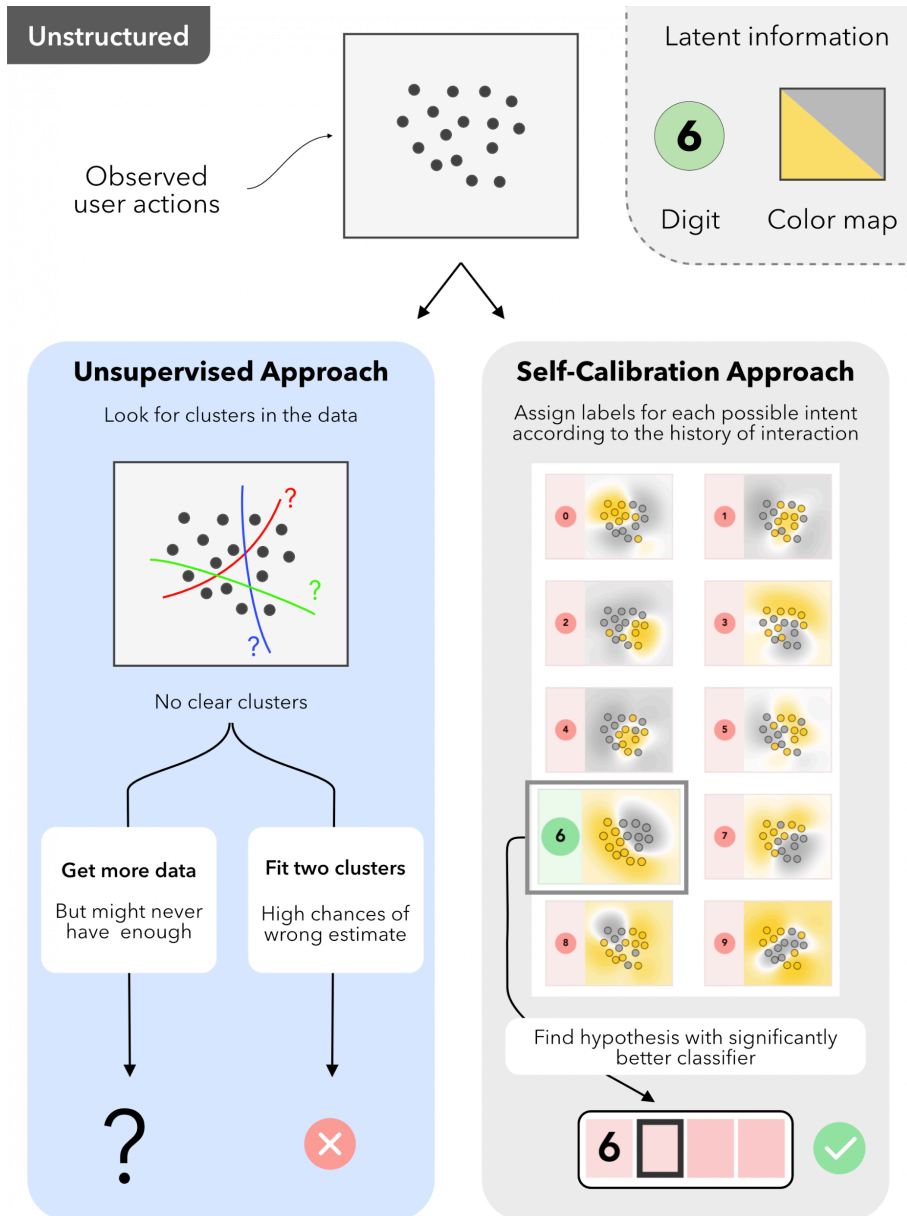 Unstructured
Latent information
6
Digit
Color map
Observed
user actions
Unsupervised Approach
Look for clusters in the data
?
?
?
No clear clusters
Get more data
But might never
have enough
Fit two clusters
High chances of
wrong estimate
?
Self-Calibration Approach
Assign labels for each possible intent
according to the history of interaction
0
1
2
3
4
5
6
7
8
9
Find hypothesis with significantly
better classifier
6